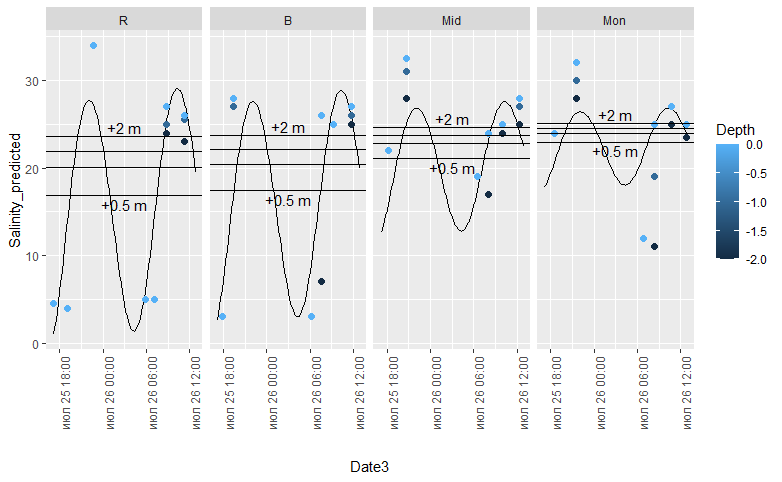 R B Mid Mon
Salinity_predicted
30
20
10
0
+2 m
+0.5 m
+2 m
+0.5 m
+2 m
+0.5 m
+2 m
+0.5 m
июл 25 18:00
июл 26 00:00
июл 26 06:00
июл 26 12:00
июл 25 18:00
июл 26 00:00
июл 26 06:00
июл 26 12:00
июл 25 18:00
июл 26 00:00
июл 26 06:00
июл 26 12:00
июл 25 18:00
июл 26 00:00
июл 26 06:00
июл 26 12:00
Date3
Depth
0.0
-0.5
-1.0
-1.5
-2.0